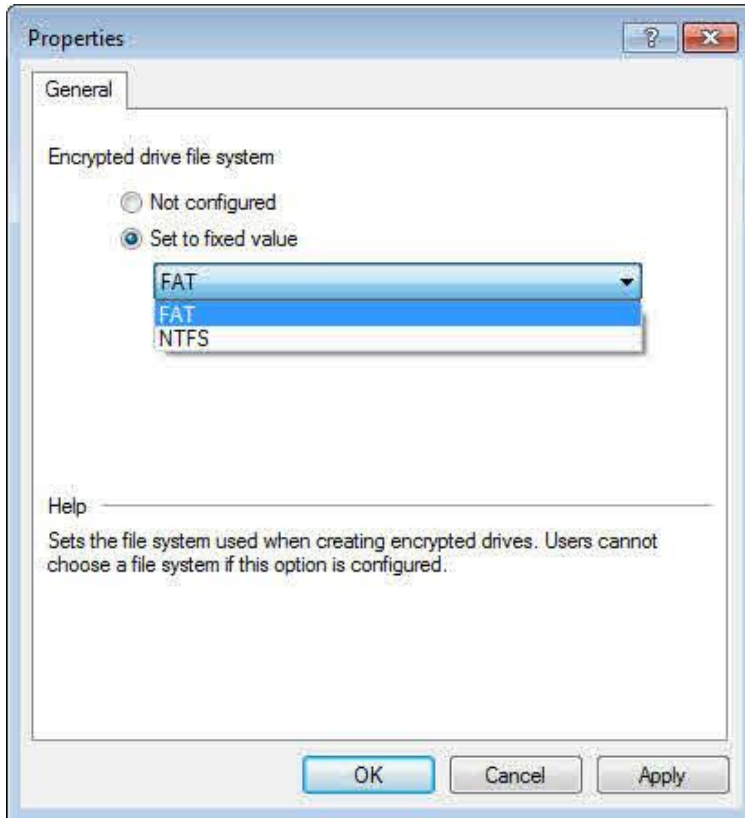 Properties
General
Encrypted drive file system
Not configured
Set to fixed value
FAT
FAT
NTFS
Help
Sets the file system used when creating encrypted drives. Users cannot
choose a file system if this option is configured.
OK Cancel Apply